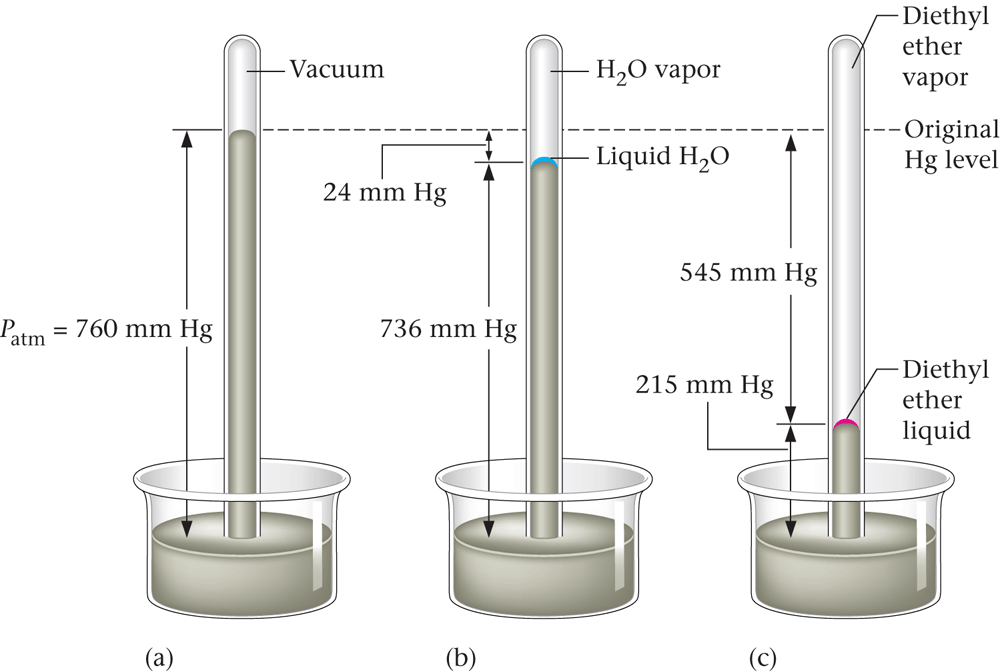 Vacuum
P_atm = 760 mm Hg
(a)
H₂O vapor
Liquid H₂O
24 mm Hg
736 mm Hg
(b)
Diethyl
ether
vapor
Original
Hg level
545 mm Hg
215 mm Hg
Diethyl
ether
liquid
(c)